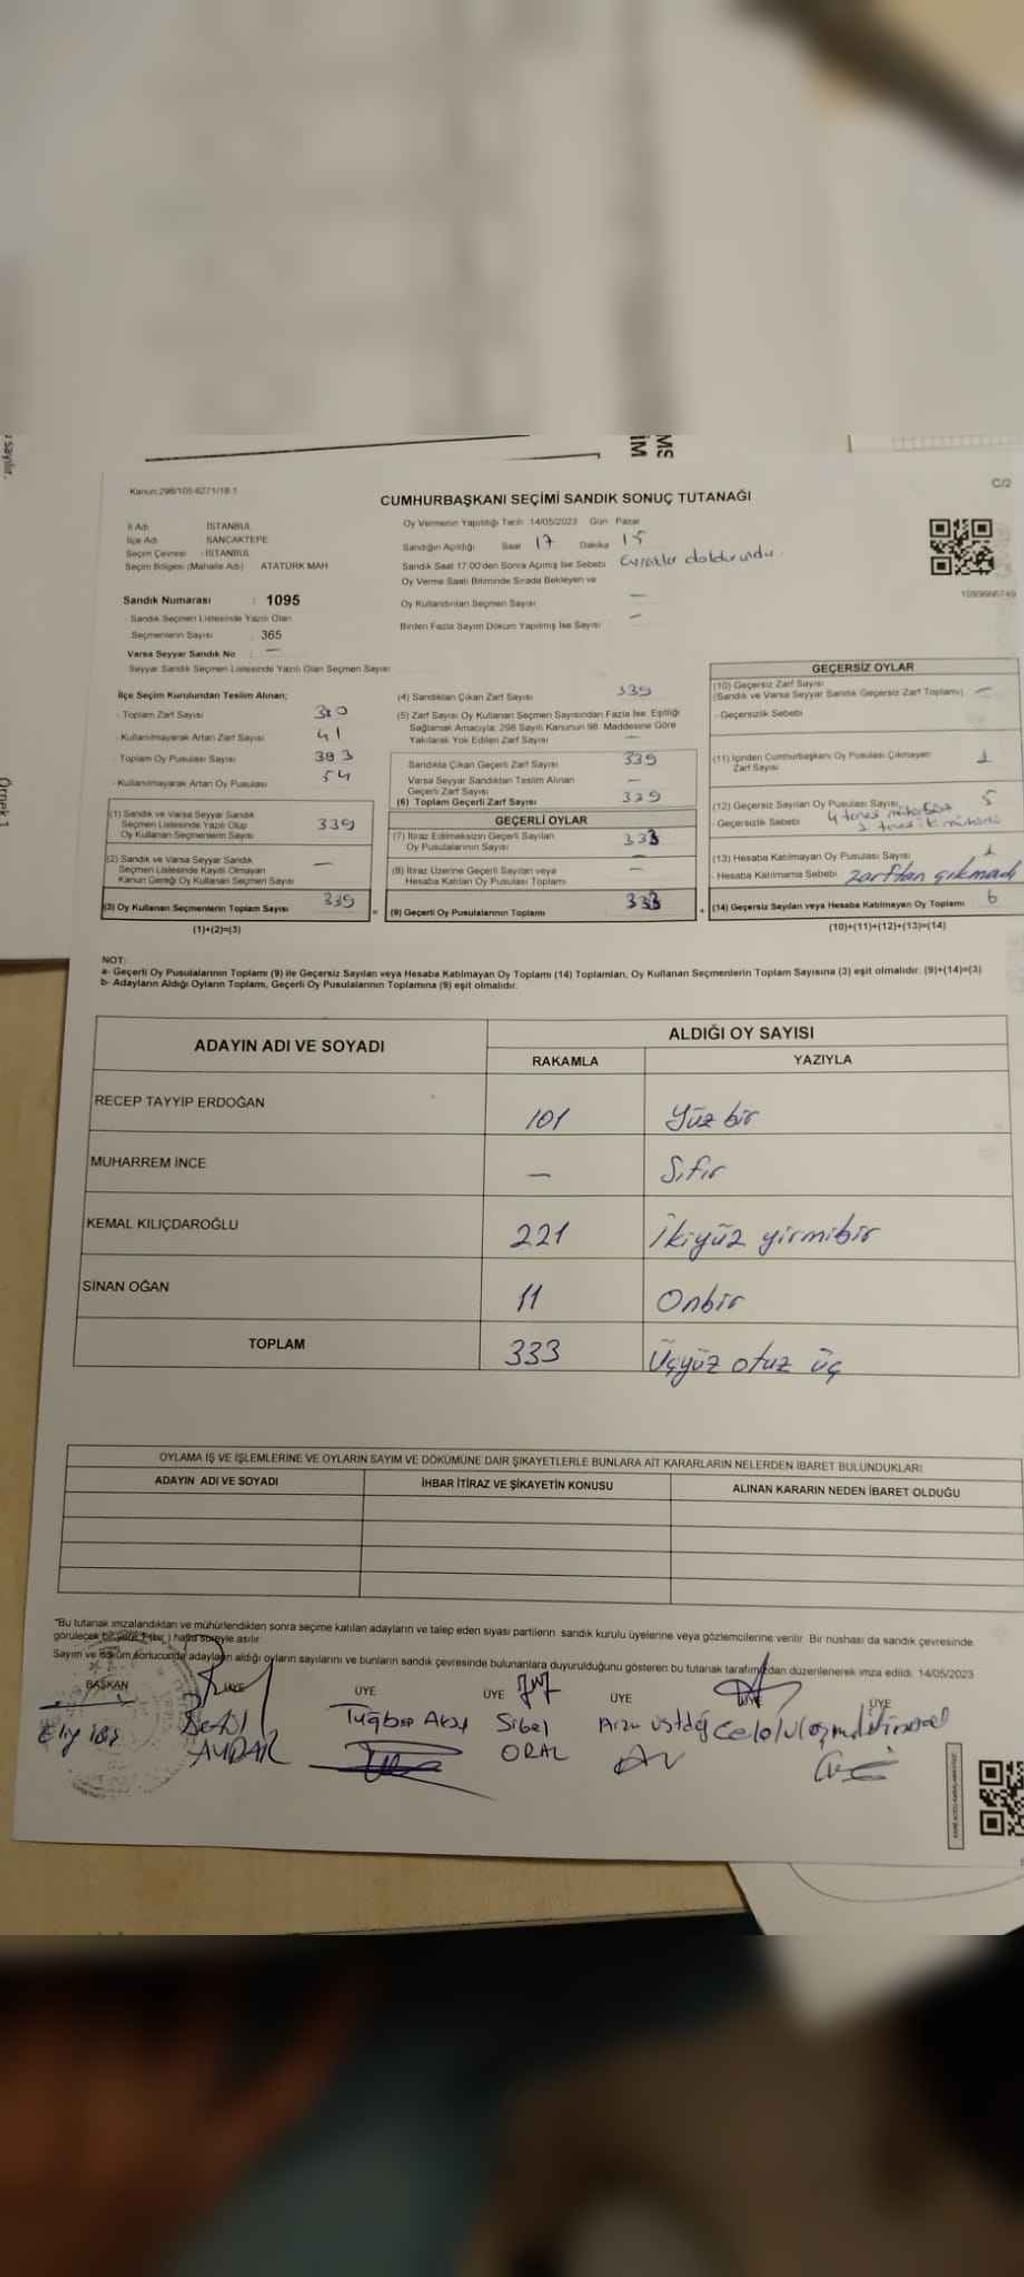 ı sayılır.
Örnek 1
Kanun:298/105-6271/18.1
C/2
CUMHURBAŞKANI SEÇİMİ SANDIK SONUÇ TUTANAĞI
İl Adı : İSTANBUL
İlçe Adı : SANCAKTEPE
Seçim Çevresi : İSTANBUL
Seçim Bölgesi (Mahalle Adı) ATATÜRK MAH
Sandık Numarası : 1095
- Sandık Seçmen Listesinde Yazılı Olan
Seçmenlerin Sayısı : 365
Varsa Seyyar Sandık No : —
Seyyar Sandık Seçmen Listesinde Yazılı Olan Seçmen Sayısı
Oy Vermenin Yapıldığı Tarih :14/05/2023 Gün : Pazar
Sandığın Açıldığı Saat 17 Dakika 15
Sandık Saat 17.00'den Sonra Açımış İse Sebebi Evraklar dolduruldu.
Oy Verme Saati Bitiminde Sırada Bekleyen ve
Oy Kullandırılan Seçmen Sayısı —
Birden Fazla Sayım Döküm Yapılmış İse Sayısı —
İlçe Seçim Kurulundan Teslim Alınan;
- Toplam Zarf Sayısı 380
- Kullanılmayarak Artan Zarf Sayısı 41
- Toplam Oy Pusulası Sayısı 393
- Kullanılmayarak Artan Oy Pusulası 54
(1) Sandık ve Varsa Seyyar Sandık
Seçmen Listesinde Yazılı Olup
Oy Kullanan Seçmenlerin Sayısı 339
(2) Sandık ve Varsa Seyyar Sandık
Seçmen Listesinde Kayıtlı Olmayan
Kanun Gereği Oy Kullanan Seçmen Sayısı —
(3) Oy Kullanan Seçmenlerin Toplam Sayısı 339
(1)+(2)=(3)
(4) Sandıktan Çıkan Zarf Sayısı 339
(5) Zarf Sayısı Oy Kullanan Seçmen Sayısından Fazla İse, Eşitliği
Sağlamak Amacıyla; 298 Sayılı Kanunun 98. Maddesine Göre
Yakılarak Yok Edilen Zarf Sayısı —
Sandıkta Çıkan Geçerli Zarf Sayısı 339
Varsa Seyyar Sandıktan Teslim Alınan
Geçerli Zarf Sayısı —
(6) Toplam Geçerli Zarf Sayısı 339
GEÇERLİ OYLAR
(7) İtiraz Edilmeksizin Geçerli Sayılan
Oy Pusulalarının Sayısı 333
(8) İtiraz Üzerine Geçerli Sayılan veya
Hesaba Katılan Oy Pusulası Toplamı —
(9) Geçerli Oy Pusulalarının Toplamı 333
GEÇERSİZ OYLAR
(10) Geçersiz Zarf Sayısı
(Sandık ve Varsa Seyyar Sandık Geçersiz Zarf Toplamı) —
- Geçersizlik Sebebi
(11) İçinden Cumhurbaşkanı Oy Pusulası Çıkmayan
Zarf Sayısı 1
(12) Geçersiz Sayılan Oy Pusulası Sayısı 5
- Geçersizlik Sebebi 4 tanesi
(13) Hesaba Katılmayan Oy Pusulası Sayısı 1
- Hesaba Katılmama Sebebi zarftan çıkmadı
(14) Geçersiz Sayılan veya Hesaba Katılmayan Oy Toplamı 6
(10)+(11)+(12)+(13)=(14)
NOT:
a- Geçerli Oy Pusulalarının Toplamı (9) ile Geçersiz Sayılan veya Hesaba Katılmayan Oy Toplamı (14) Toplamları, Oy Kullanan Seçmenlerin Toplam Sayısına (3) eşit olmalıdır. (9)+(14)=(3)
b- Adayların Aldığı Oyların Toplamı, Geçerli Oy Pusulalarının Toplamına (9) eşit olmalıdır.
ADAYIN ADI VE SOYADI
ALDIĞI OY SAYISI
RAKAMLA YAZIYLA
RECEP TAYYİP ERDOĞAN 101 Yüz bir
MUHARREM İNCE — Sıfır
KEMAL KILIÇDAROĞLU 221 İkiyüz yirmibir
SİNAN OĞAN 11 Onbir
TOPLAM 333 Üçyüz otuz üç
OYLAMA İŞ VE İŞLEMLERİNE VE OYLARIN SAYIM VE DÖKÜMÜNE DAİR ŞİKAYETLERLE BUNLARA AİT KARARLARIN NELERDEN İBARET BULUNDUKLARI
ADAYIN ADI VE SOYADI İHBAR İTİRAZ VE ŞİKAYETİN KONUSU ALINAN KARARIN NEDEN İBARET OLDUĞU
"Bu tutanak imzalandıktan ve mühürlendikten sonra seçime katılan adayların ve talep eden siyasi partilerin sandık kurulu üyelerine veya gözlemcilerine verilir. Bir nüshası da sandık çevresinde
görülecek bir yere 1 (bir) hafta süreyle asılır.
Sayım ve döküm sonucunda adayların aldığı oyların sayılarını ve bunların sandık çevresinde bulunanlara duyurulduğunu gösteren bu tutanak tarafımızdan düzenlenerek imza edildi. 14/05/2023
BAŞKAN ÜYE ÜYE ÜYE ÜYE ÜYE ÜYE
AYDAR
Sibel
ORAL